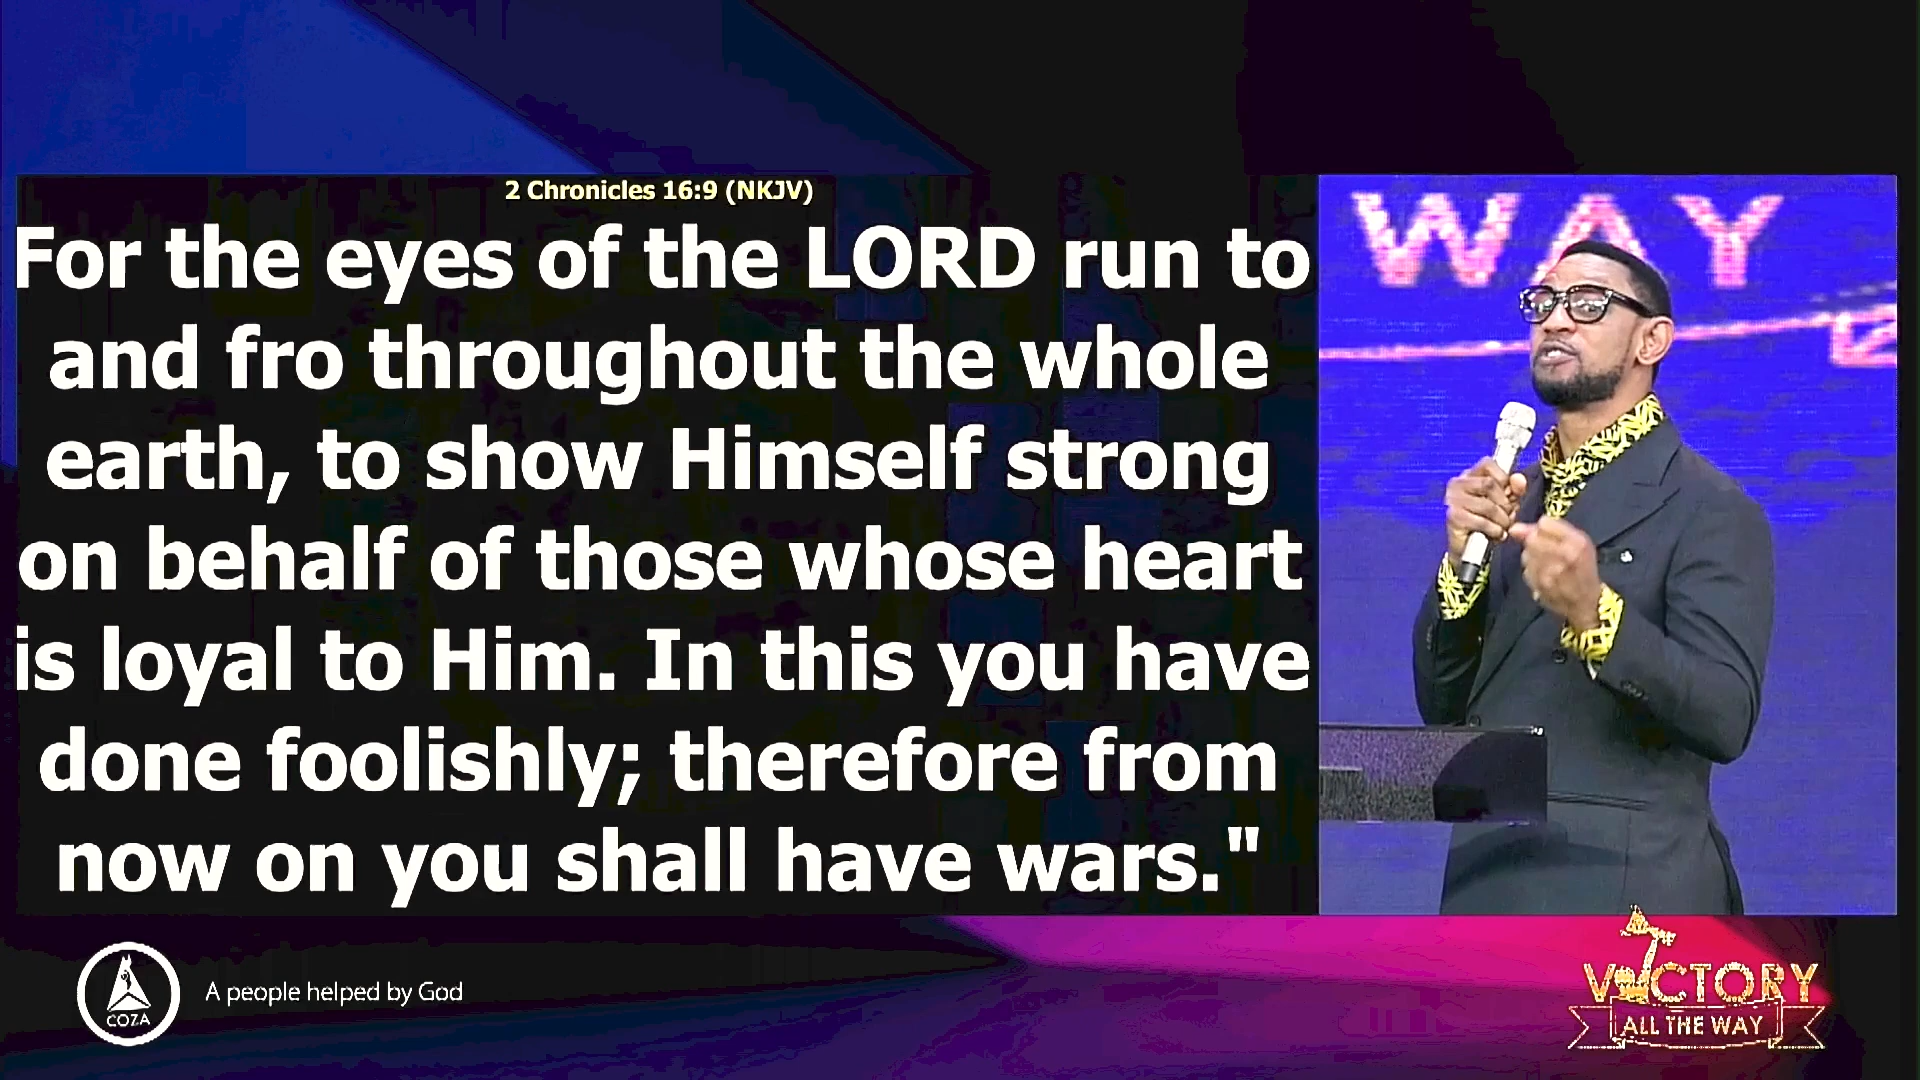 2 Chronicles 16:9 (NKJV)
For the eyes of the LORD run to
and fro throughout the whole
earth, to show Himself strong
on behalf of those whose heart
is loyal to Him. In this you have
done foolishly; therefore from
now on you shall have wars."
WAY
12
COZA
A people helped by God
VICTORY
ALL THE WAY